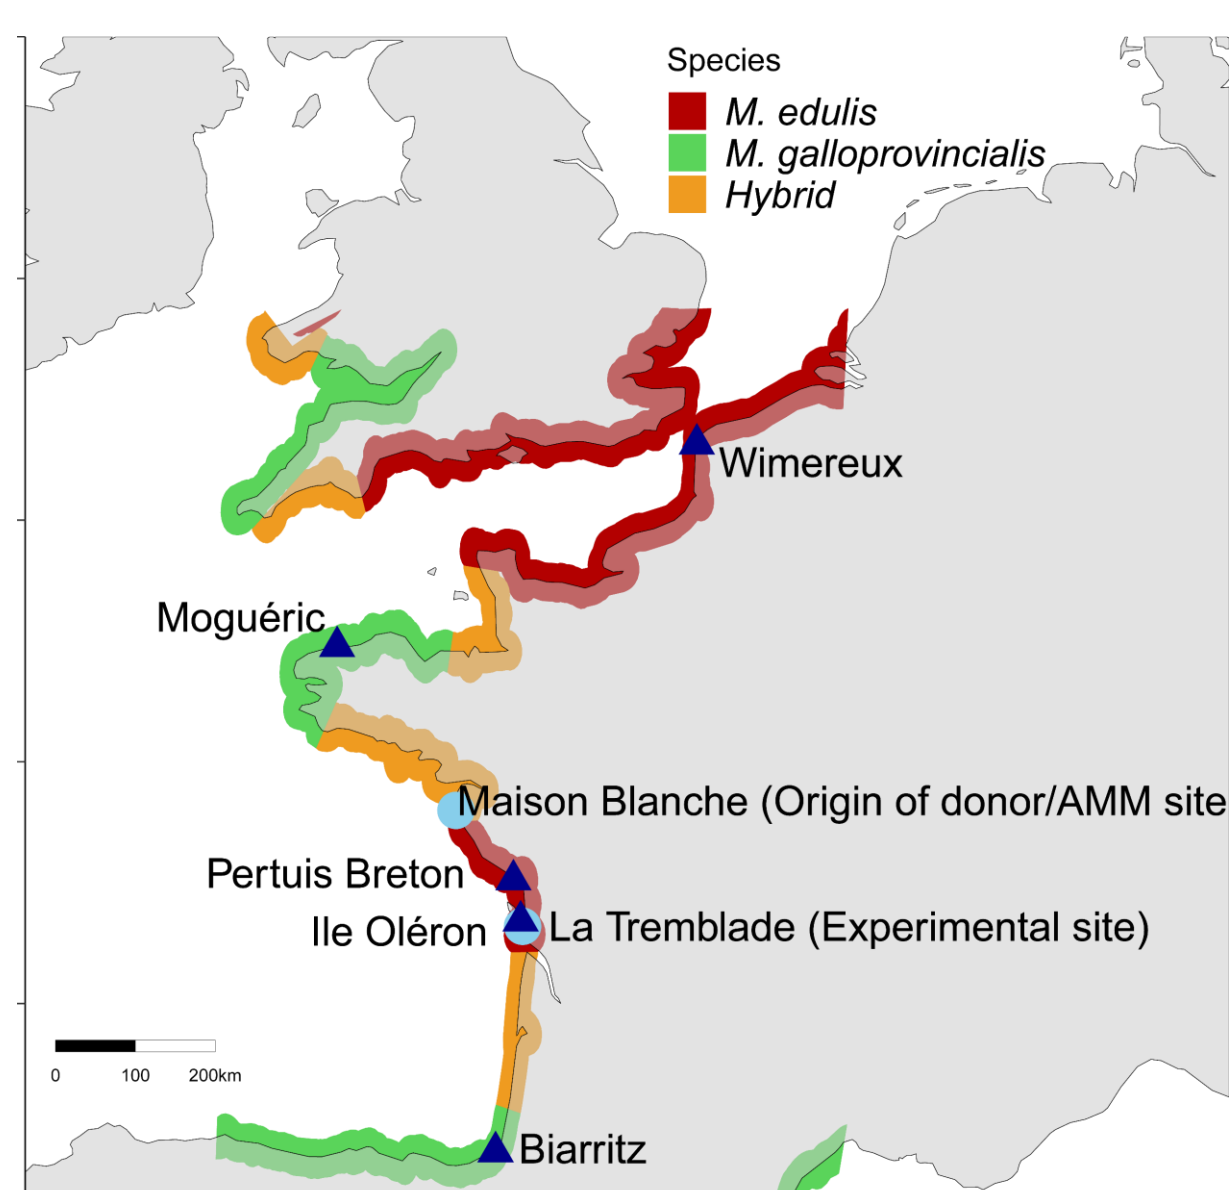 Species
M. edulis
M. galloprovincialis
Hybrid
Wimereux
Moguéric
Maison Blanche (Origin of donor/AMM site
Pertuis Breton
Ile Oléron
La Tremblade (Experimental site)
0 100 200km
Biarritz